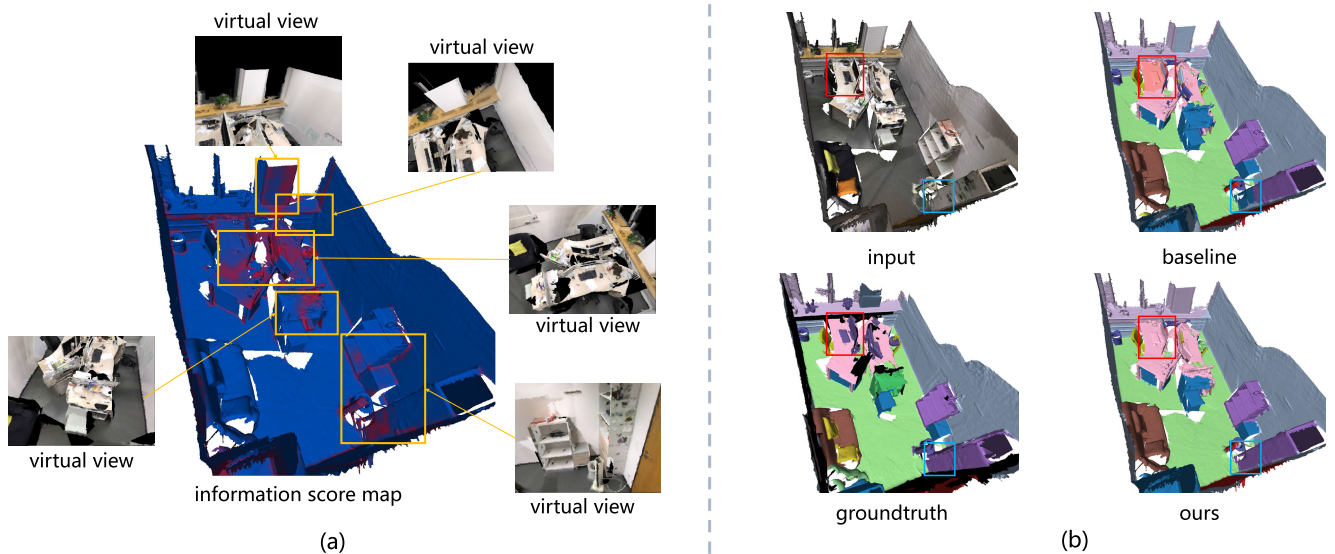 virtual view
virtual view
virtual view
virtual view
virtual view
information score map
(a)
input
baseline
groundtruth
ours
(b)